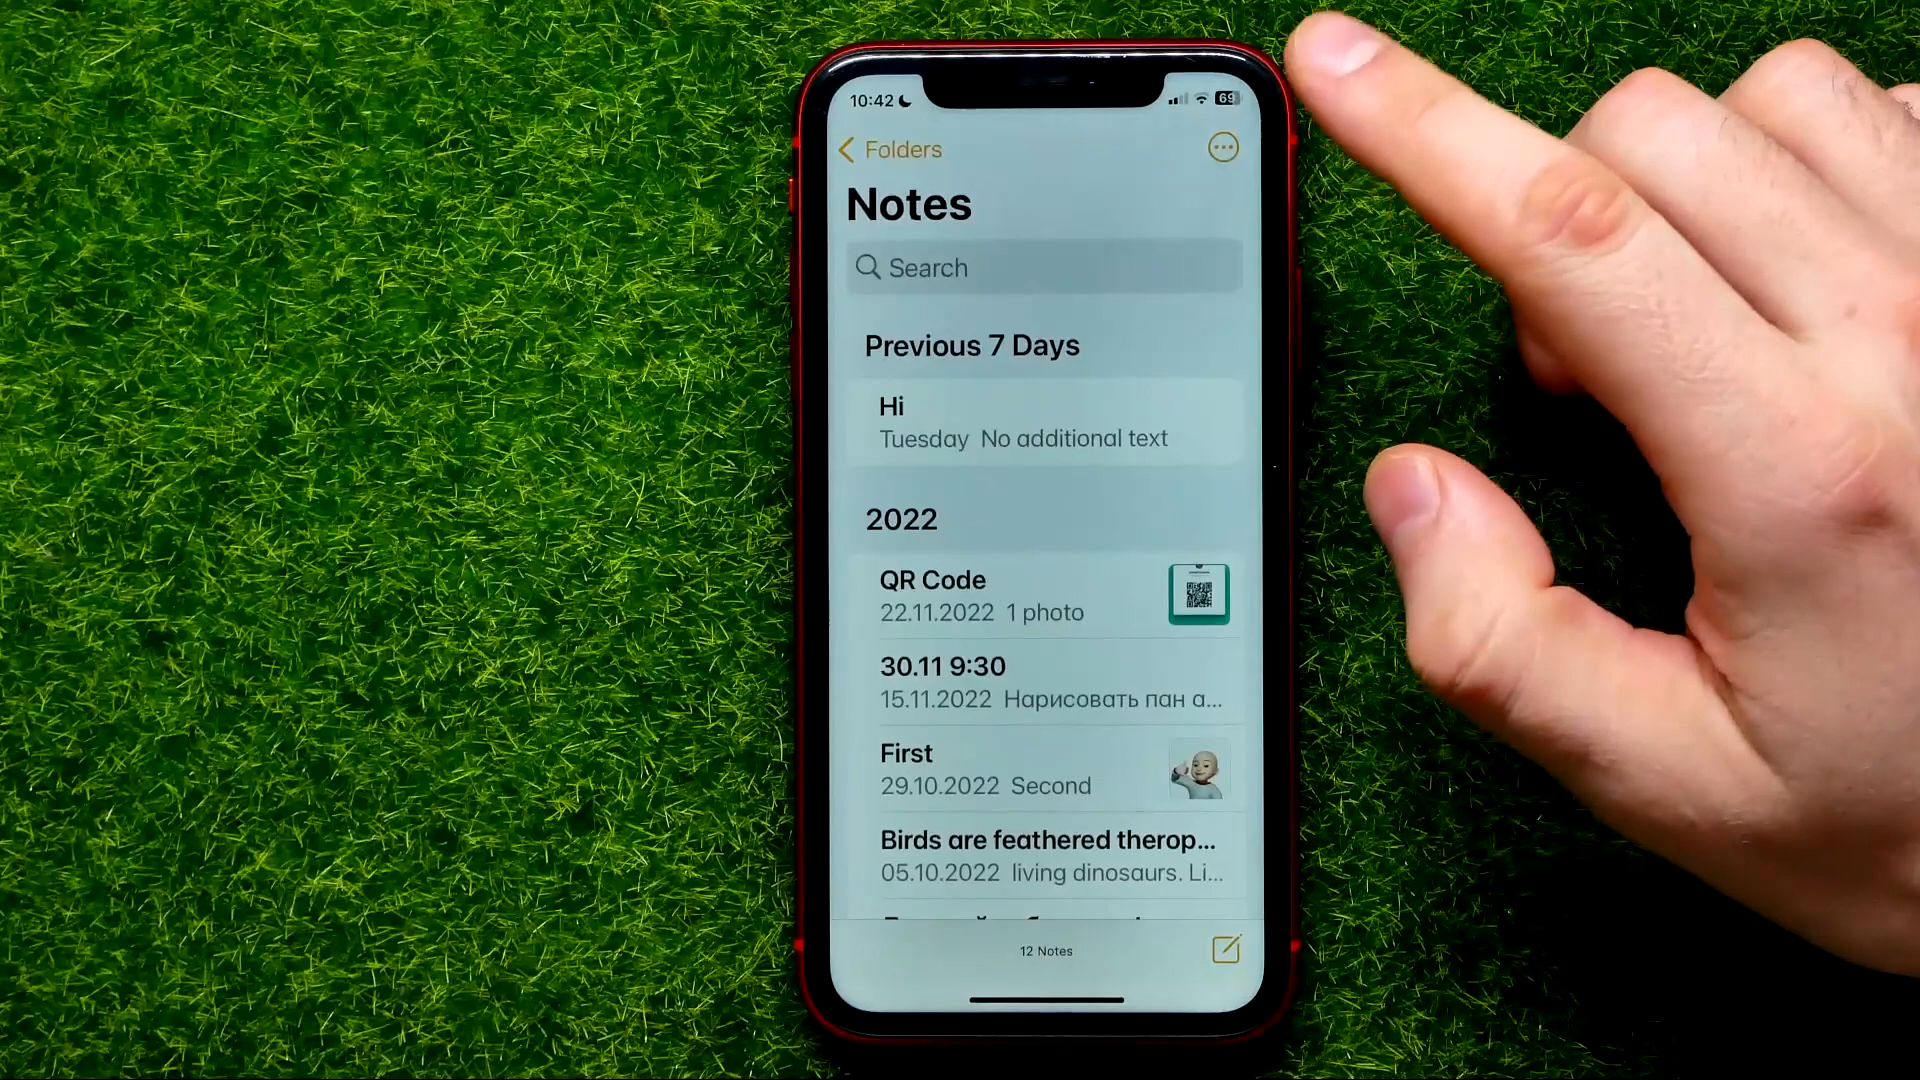 10:42
69
Folders
Notes
Search
Previous 7 Days
Hi
Tuesday No additional text
2022
QR Code
22.11.2022 1 photo
30.11 9:30
15.11.2022 Нарисовать пан а...
First
29.10.2022 Second
Birds are feathered therop...
05.10.2022 living dinosaurs. Li...
12 Notes